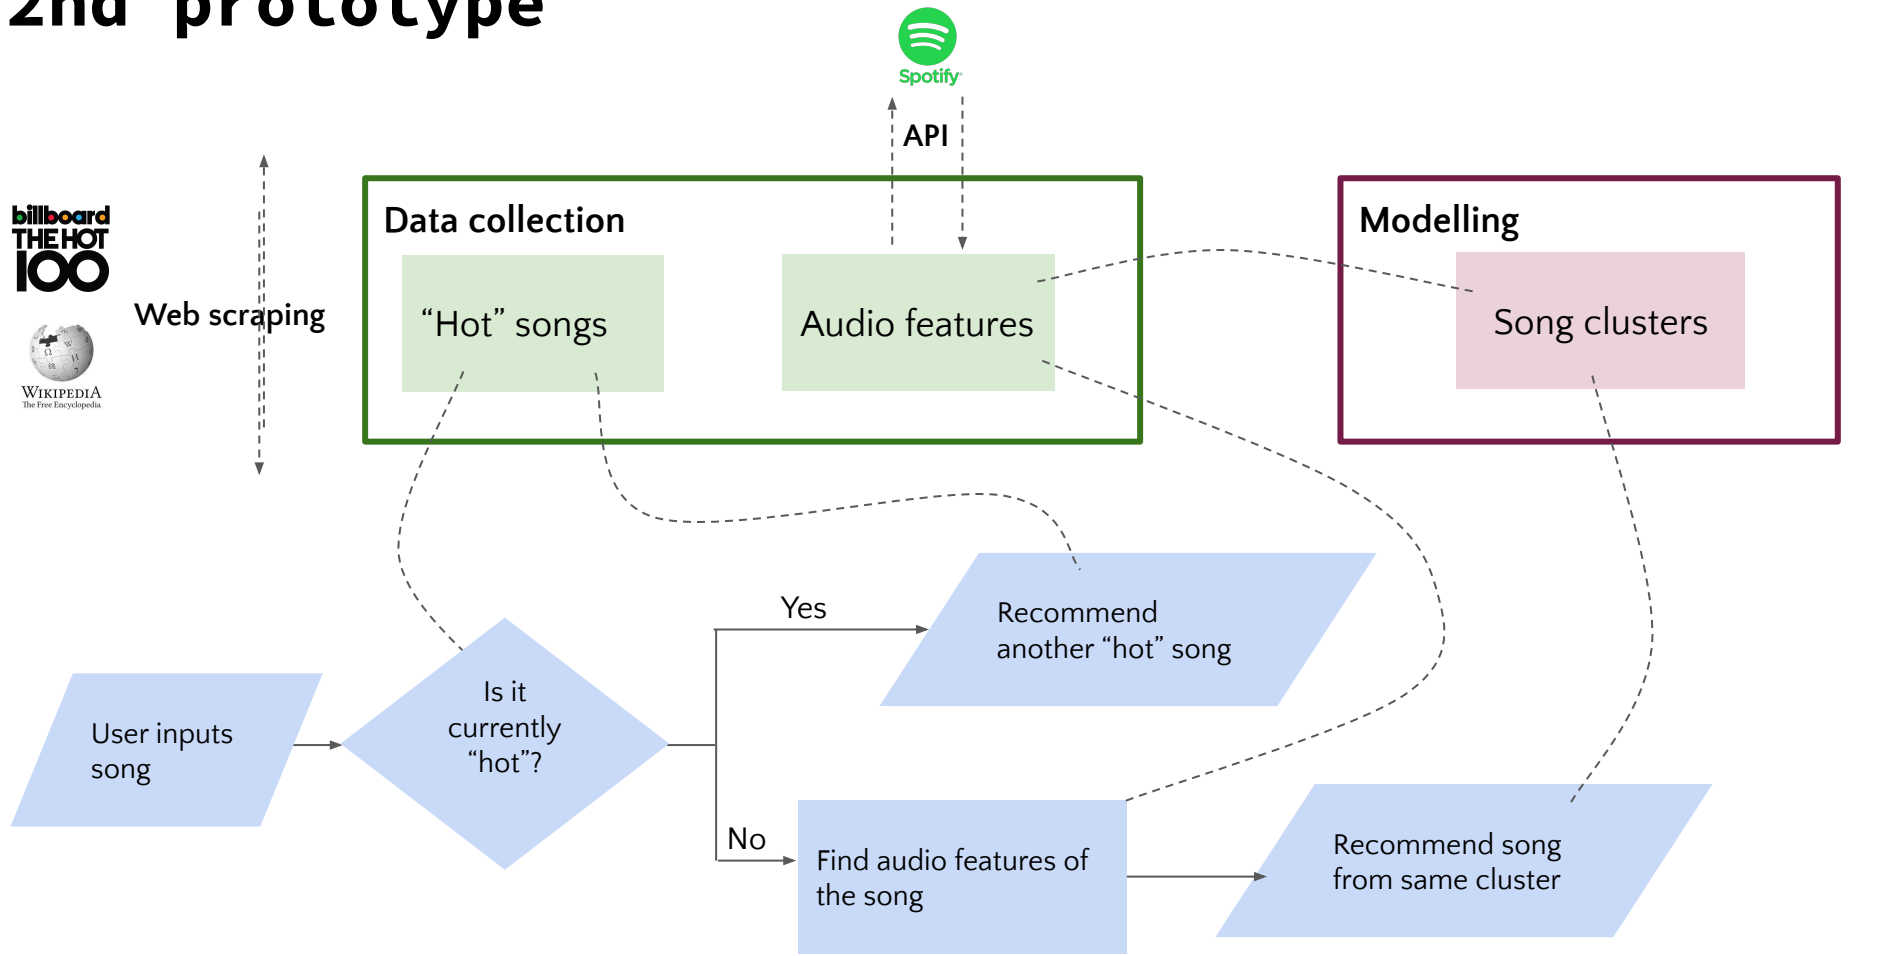 2nd prototype
Spotify
API
billboard
THE HOT
100
WIKIPEDIA
The Free Encyclopedia
Web scraping
Data collection
“Hot” songs
Audio features
Modelling
Song clusters
User inputs
song
Is it
currently
“hot”?
Yes
Recommend
another “hot” song
No
Find audio features of
the song
Recommend song
from same cluster